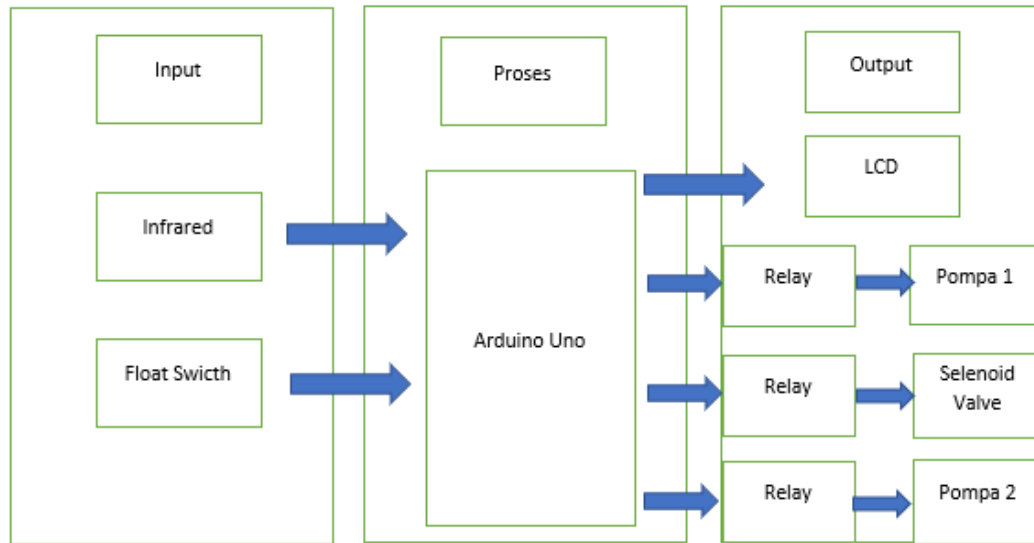 Input
Proses
Output
LCD
Infrared
Relay
Pompa 1
Arduino Uno
Float Swicth
Relay
Selenoid
Valve
Relay
Pompa 2